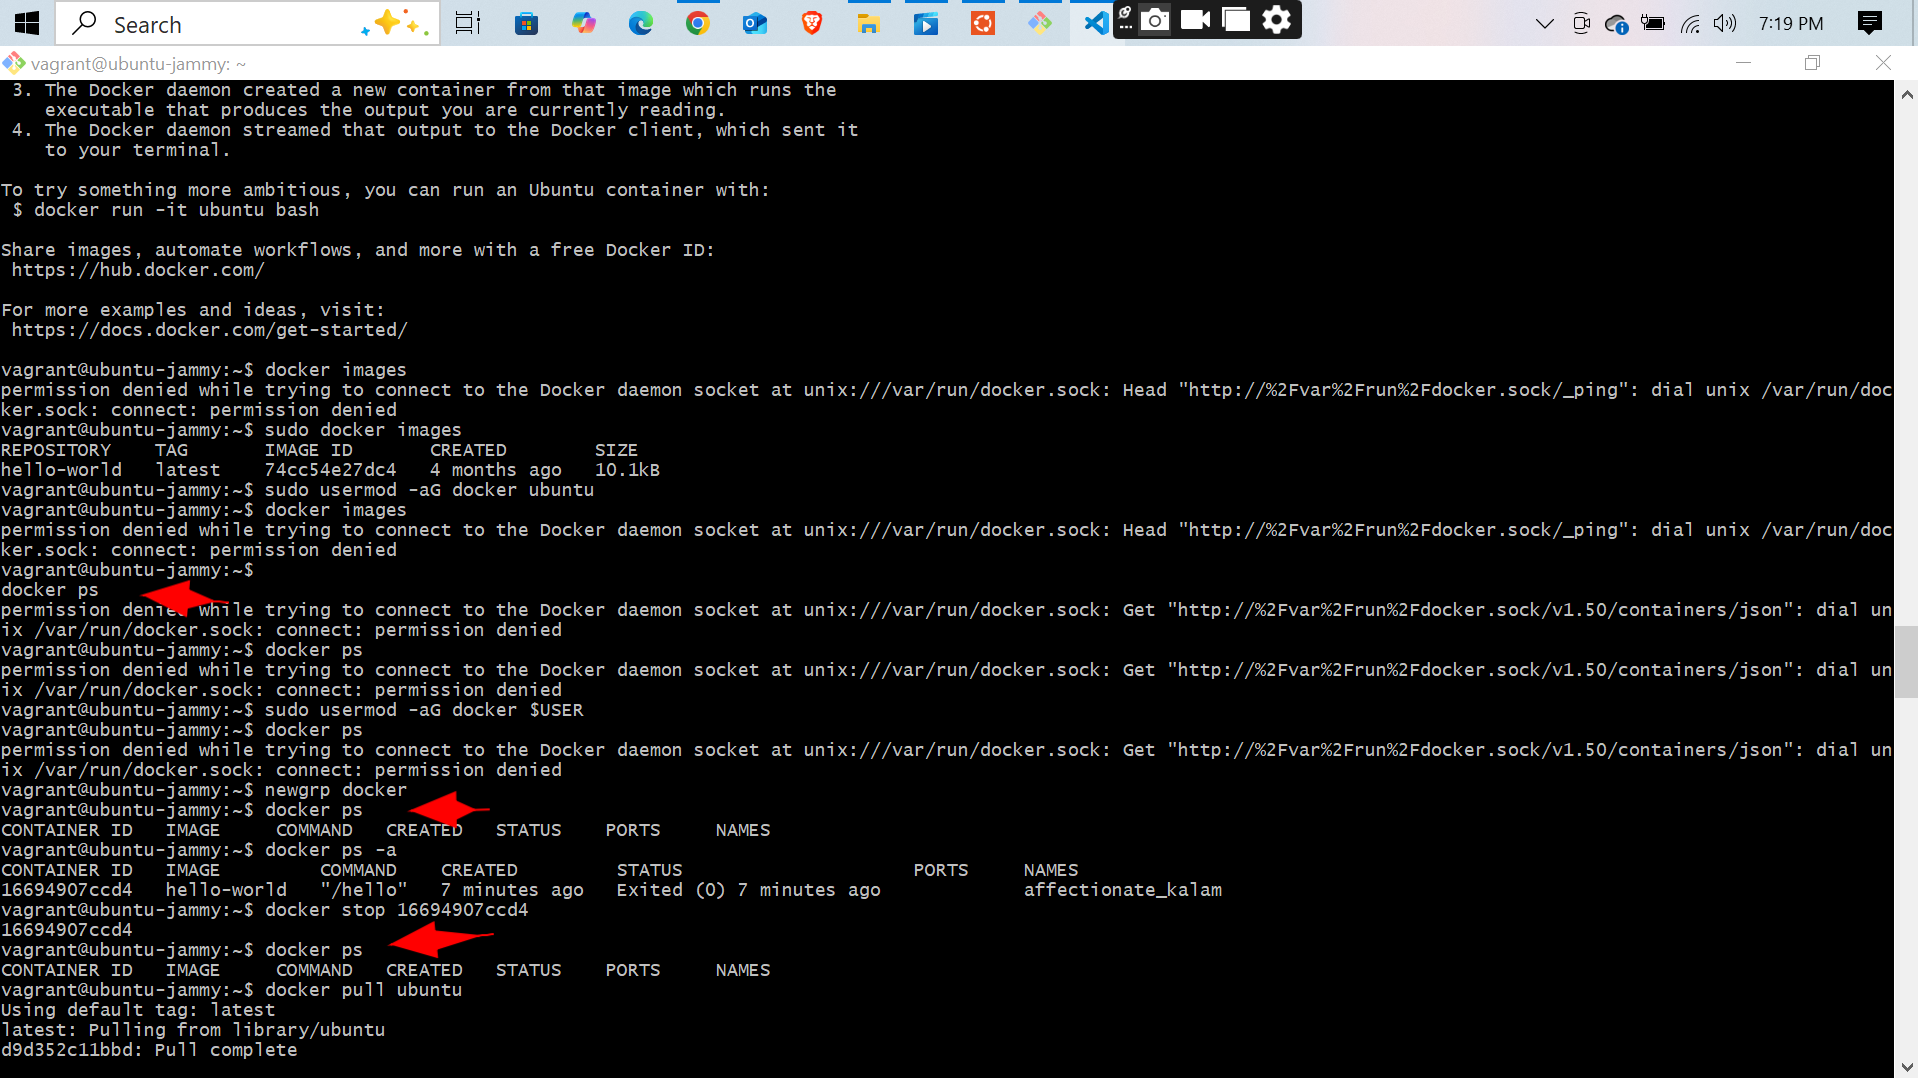 Search
7:19 PM
vagrant@ubuntu-jammy: ~
3. The Docker daemon created a new container from that image which runs the
executable that produces the output you are currently reading.
4. The Docker daemon streamed that output to the Docker client, which sent it
to your terminal.
To try something more ambitious, you can run an Ubuntu container with:
$ docker run -it ubuntu bash
Share images, automate workflows, and more with a free Docker ID:
https://hub.docker.com/
For more examples and ideas, visit:
https://docs.docker.com/get-started/
vagrant@ubuntu-jammy:~$ docker images
permission denied while trying to connect to the Docker daemon socket at unix:///var/run/docker.sock: Head "http://%2Fvar%2Frun%2Fdocker.sock/_ping": dial unix /var/run/doc
ker.sock: connect: permission denied
vagrant@ubuntu-jammy:~$ sudo docker images
REPOSITORY TAG IMAGE ID CREATED SIZE
hello-world latest 74cc54e27dc4 4 months ago 10.1kB
vagrant@ubuntu-jammy:~$ sudo usermod -aG docker ubuntu
vagrant@ubuntu-jammy:~$ docker images
permission denied while trying to connect to the Docker daemon socket at unix:///var/run/docker.sock: Head "http://%2Fvar%2Frun%2Fdocker.sock/_ping": dial unix /var/run/doc
ker.sock: connect: permission denied
vagrant@ubuntu-jammy:~$
docker ps
permission denied while trying to connect to the Docker daemon socket at unix:///var/run/docker.sock: Get "http://%2Fvar%2Frun%2Fdocker.sock/v1.50/containers/json": dial un
ix /var/run/docker.sock: connect: permission denied
vagrant@ubuntu-jammy:~$ docker ps
permission denied while trying to connect to the Docker daemon socket at unix:///var/run/docker.sock: Get "http://%2Fvar%2Frun%2Fdocker.sock/v1.50/containers/json": dial un
ix /var/run/docker.sock: connect: permission denied
vagrant@ubuntu-jammy:~$ sudo usermod -aG docker $USER
vagrant@ubuntu-jammy:~$ docker ps
permission denied while trying to connect to the Docker daemon socket at unix:///var/run/docker.sock: Get "http://%2Fvar%2Frun%2Fdocker.sock/v1.50/containers/json": dial un
ix /var/run/docker.sock: connect: permission denied
vagrant@ubuntu-jammy:~$ newgrp docker
vagrant@ubuntu-jammy:~$ docker ps
CONTAINER ID IMAGE COMMAND CREATED STATUS PORTS NAMES
vagrant@ubuntu-jammy:~$ docker ps -a
CONTAINER ID IMAGE COMMAND CREATED STATUS PORTS NAMES
16694907ccd4 hello-world "/hello" 7 minutes ago Exited (0) 7 minutes ago affectionate_kalam
vagrant@ubuntu-jammy:~$ docker stop 16694907ccd4
16694907ccd4
vagrant@ubuntu-jammy:~$ docker ps
CONTAINER ID IMAGE COMMAND CREATED STATUS PORTS NAMES
vagrant@ubuntu-jammy:~$ docker pull ubuntu
Using default tag: latest
latest: Pulling from library/ubuntu
d9d352c11bbd: Pull complete